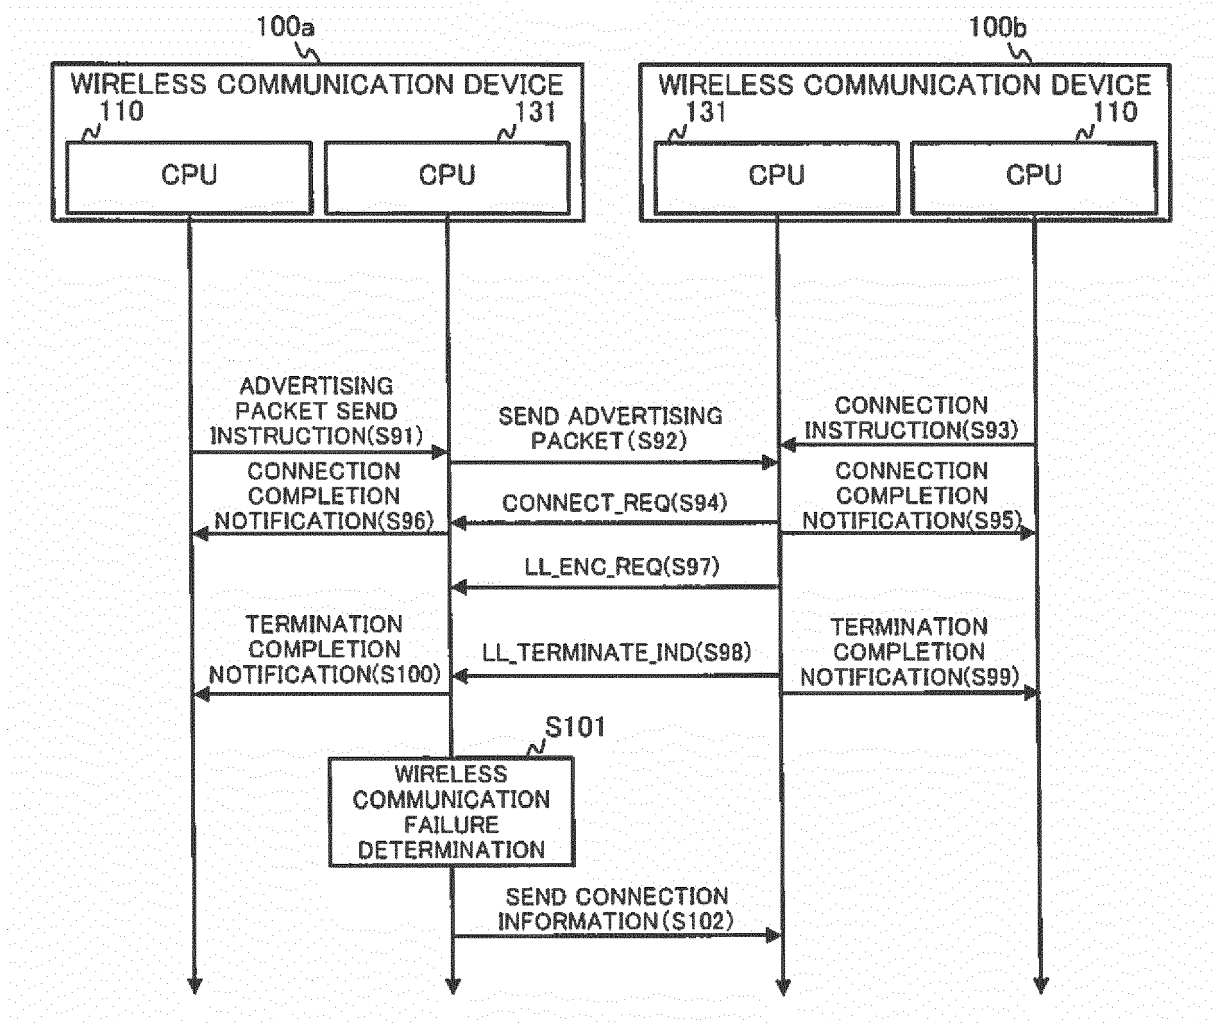 100a
100b
WIRELESS COMMUNICATION DEVICE
WIRELESS COMMUNICATION DEVICE
110
131
131
110
CPU
CPU
CPU
CPU
ADVERTISING
PACKET SEND
INSTRUCTION(S91)
SEND ADVERTISING
PACKET(S92)
CONNECTION
INSTRUCTION(S93)
CONNECTION
COMPLETION
NOTIFICATION(S96)
CONNECT_REQ(S94)
CONNECTION
COMPLETION
NOTIFICATION(S95)
LL_ENC_REQ(S97)
TERMINATION
COMPLETION
NOTIFICATION(S100)
LL_TERMINATE_IND(S98)
TERMINATION
COMPLETION
NOTIFICATION(S99)
S101
WIRELESS
COMMUNICATION
FAILURE
DETERMINATION
SEND CONNECTION
INFORMATION(S102)